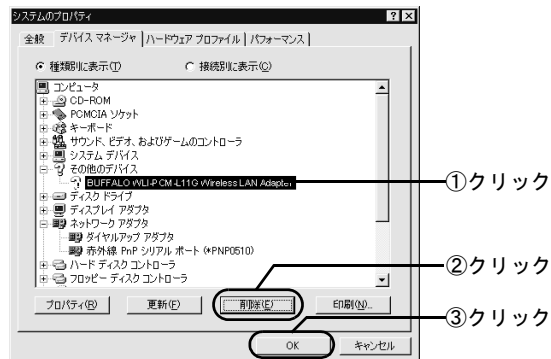 システムのプロパティ
全般 デバイス マネージャ ハードウェア プロファイル パフォーマンス
種類別に表示(T) 接続別に表示(C)
コンピュータ
CD-ROM
PCMCIA ソケット
キーボード
サウンド、ビデオ、およびゲームのコントローラ
システム デバイス
その他のデバイス
BUFFALO WLI-PCM-L11G Wireless LAN Adapter
①クリック
ディスク ドライブ
ディスプレイ アダプタ
ネットワーク アダプタ
ダイヤルアップ アダプタ
赤外線 PnP シリアル ポート (*PNP0510)
ハード ディスク コントローラ
②クリック
フロッピー ディスク コントローラ
プロパティ(R) 更新(F) 削除(E) 印刷(N)...
③クリック
OK キャンセル